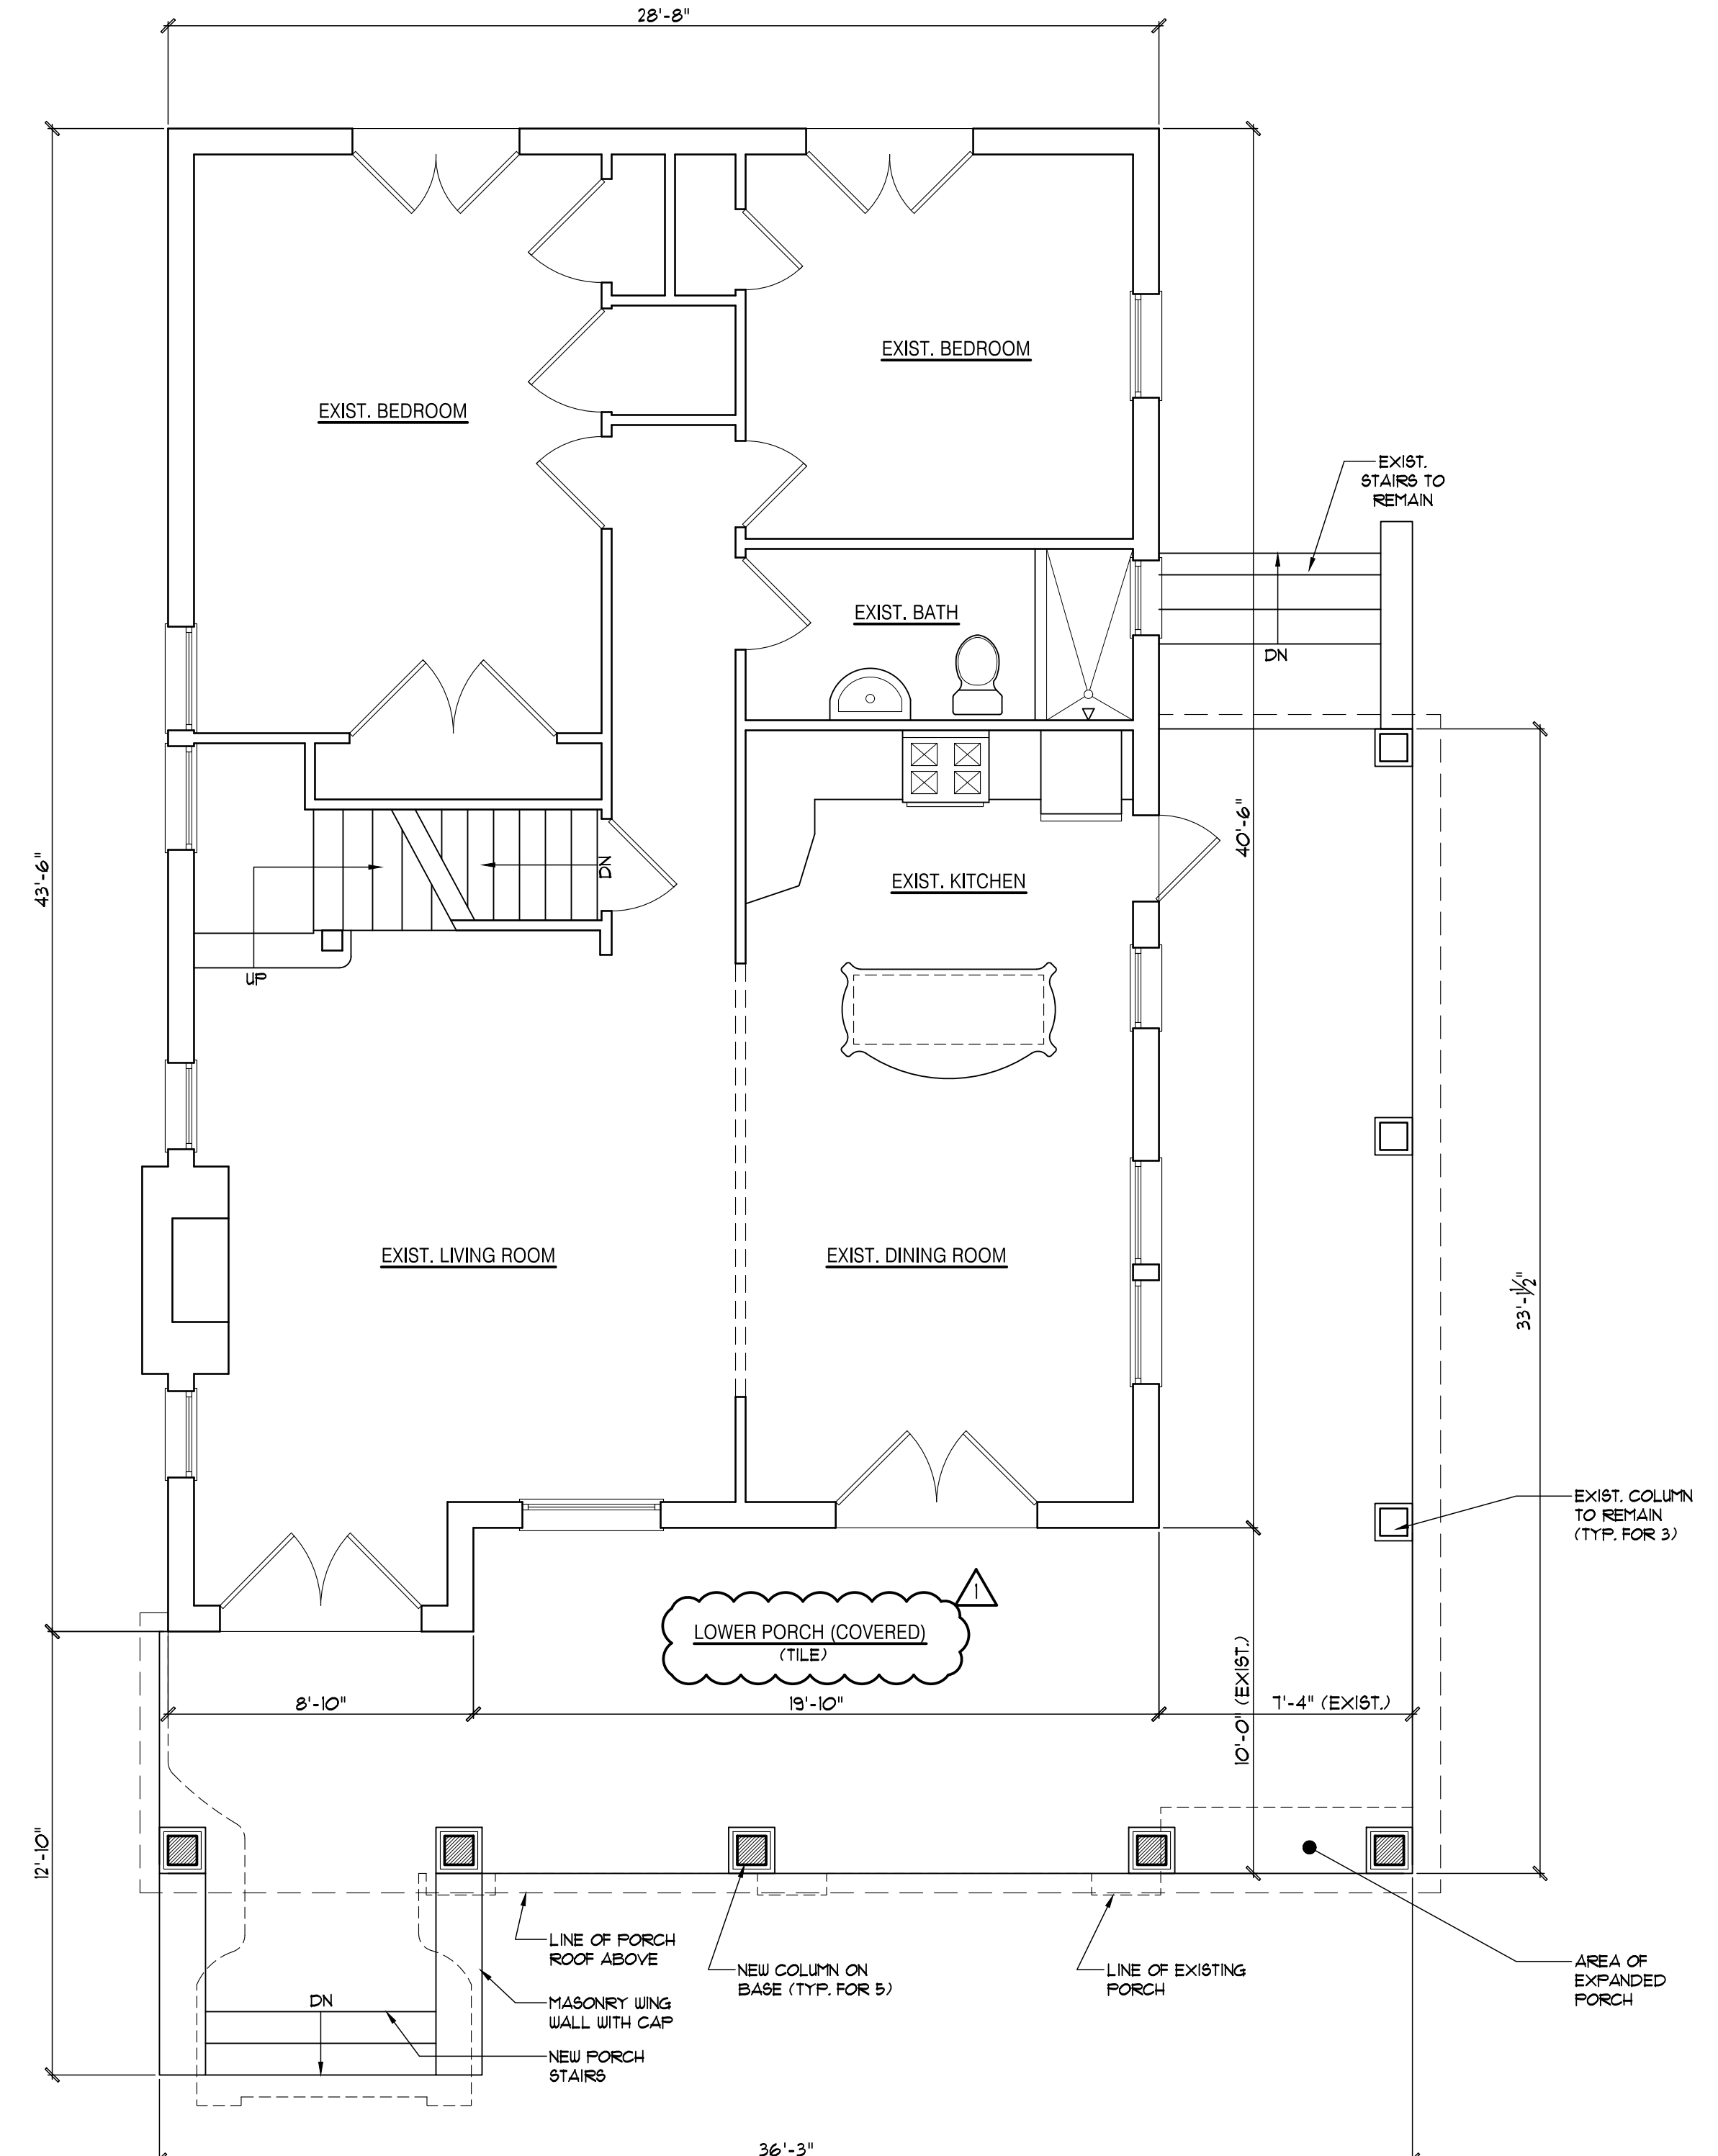 28'-8"
EXIST. BEDROOM
EXIST. BEDROOM
EXIST.
STAIRS TO
REMAIN
EXIST. BATH
DN
43'-6"
40'-6"
DN
EXIST. KITCHEN
UP
EXIST. LIVING ROOM
EXIST. DINING ROOM
33'-1½"
EXIST. COLUMN
TO REMAIN
(TYP. FOR 3)
1
LOWER PORCH (COVERED)
(TILE)
8'-10"
19'-10"
10'-0" (EXIST.)
7'-4" (EXIST.)
12'-10"
LINE OF PORCH
ROOF ABOVE
NEW COLUMN ON
BASE (TYP. FOR 5)
LINE OF EXISTING
PORCH
AREA OF
EXPANDED
PORCH
DN
MASONRY WING
WALL WITH CAP
NEW PORCH
STAIRS
36'-3"